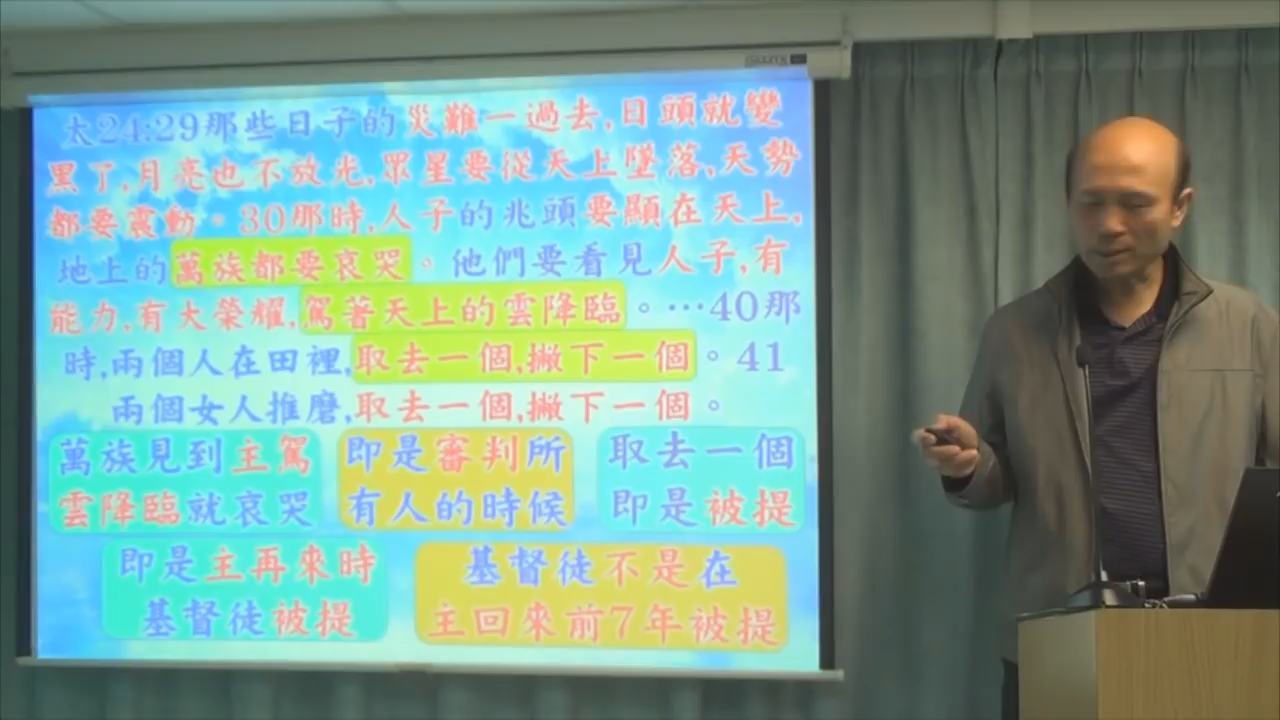 太24:29那些日子的災難一過去,日頭就變
黑了,月亮也不放光,眾星要從天上墜落,天勢
都要震動。30那時,人子的兆頭要顯在天上,
地上的萬族都要哀哭。他們要看見人子,有
能力,有大榮耀,駕著天上的雲降臨。…40那
時,兩個人在田裡,取去一個,撇下一個。41
兩個女人推磨,取去一個,撇下一個。
萬族見到主駕
雲降臨就哀哭
即是審判所
有人的時候
取去一個
即是被提
即是主再來時
基督徒被提
基督徒不是在
主回來前7年被提